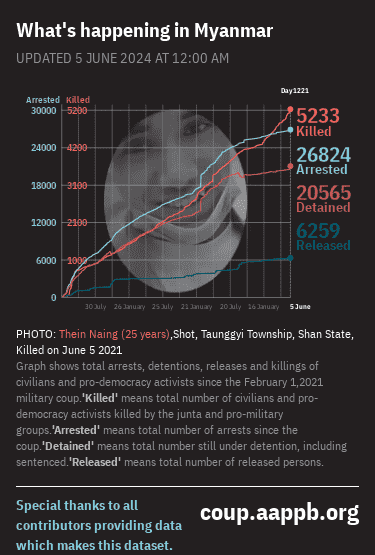 What's happening in Myanmar
UPDATED 5 JUNE 2024 AT 12:00 AM
Day1221
Arrested Killed
30000 5200
24000 4200
18000 3100
12000 2100
6000 1000
0
5233
Killed
26824
Arrested
20565
Detained
6259
Released
30 July 26 January 25 July 21 January 20 July 16 January 5 June
PHOTO: Thein Naing (25 years),Shot, Taunggyi Township, Shan State,
Killed on June 5 2021
Graph shows total arrests, detentions, releases and killings of
civilians and pro-democracy activists since the February 1,2021
military coup.'Killed' means total number of civilians and pro-
democracy activists killed by the junta and pro-military
groups.'Arrested' means total number of arrests since the
coup.'Detained' means total number still under detention, including
sentenced.'Released' means total number of released persons.
Special thanks to all
contributors providing data
which makes this dataset.
coup.aappb.org